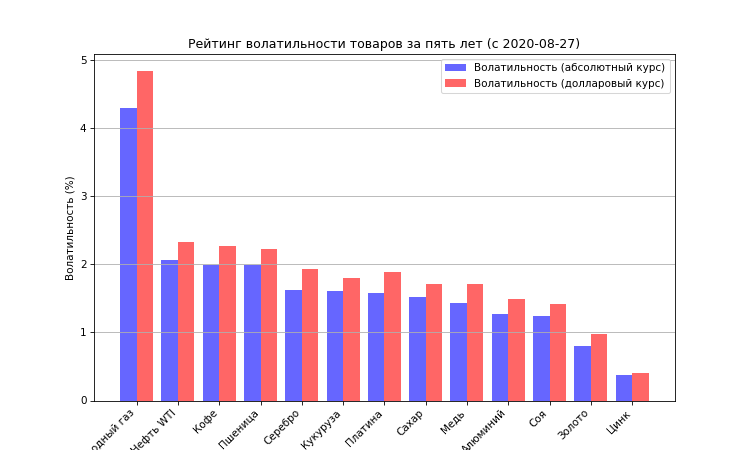 Рейтинг волатильности товаров за пять лет (с 2020-08-27)
Волатильность (абсолютный курс)
Волатильность (долларовый курс)
Волатильность (%)
5
4
3
2
1
0
газ
Нефть WTI
Кофе
Пшеница
Серебро
Кукуруза
Платина
Сахар
Медь
Алюминий
Соя
Золото
Цинк